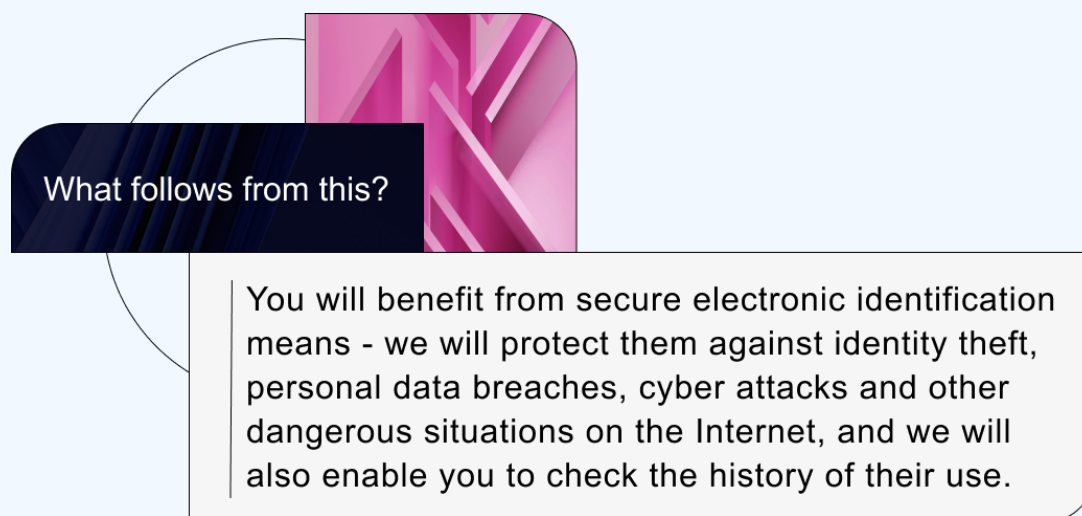 What follows from this?
You will benefit from secure electronic identification
means - we will protect them against identity theft,
personal data breaches, cyber attacks and other
dangerous situations on the Internet, and we will
also enable you to check the history of their use.